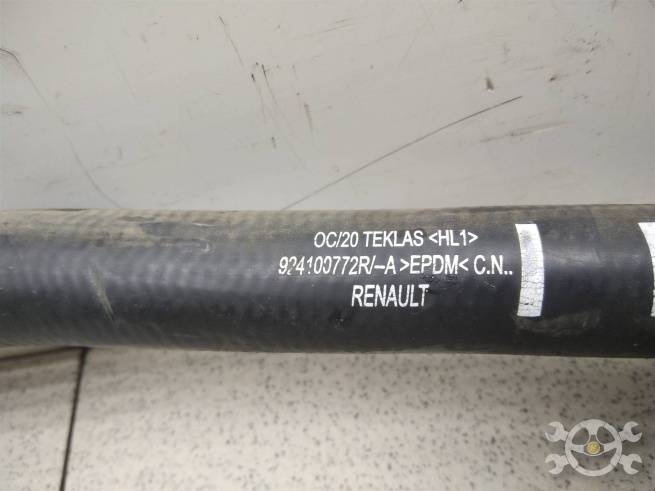 OC/20 TEKLAS <HL1>
924100772R/-A >EPDM< C.N..
RENAULT